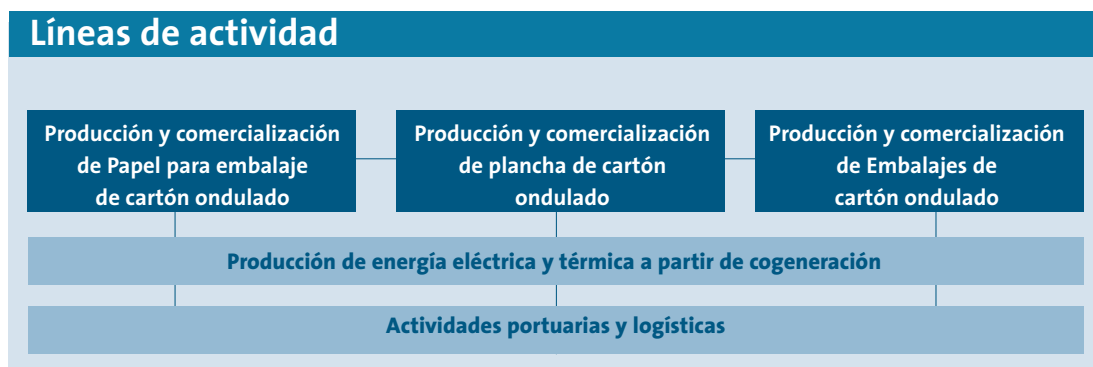 Líneas de actividad
Producción y comercialización
de Papel para embalaje
de cartón ondulado
Producción y comercialización
de plancha de cartón
ondulado
Producción y comercialización
de Embalajes de
cartón ondulado
Producción de energía eléctrica y térmica a partir de cogeneración
Actividades portuarias y logísticas